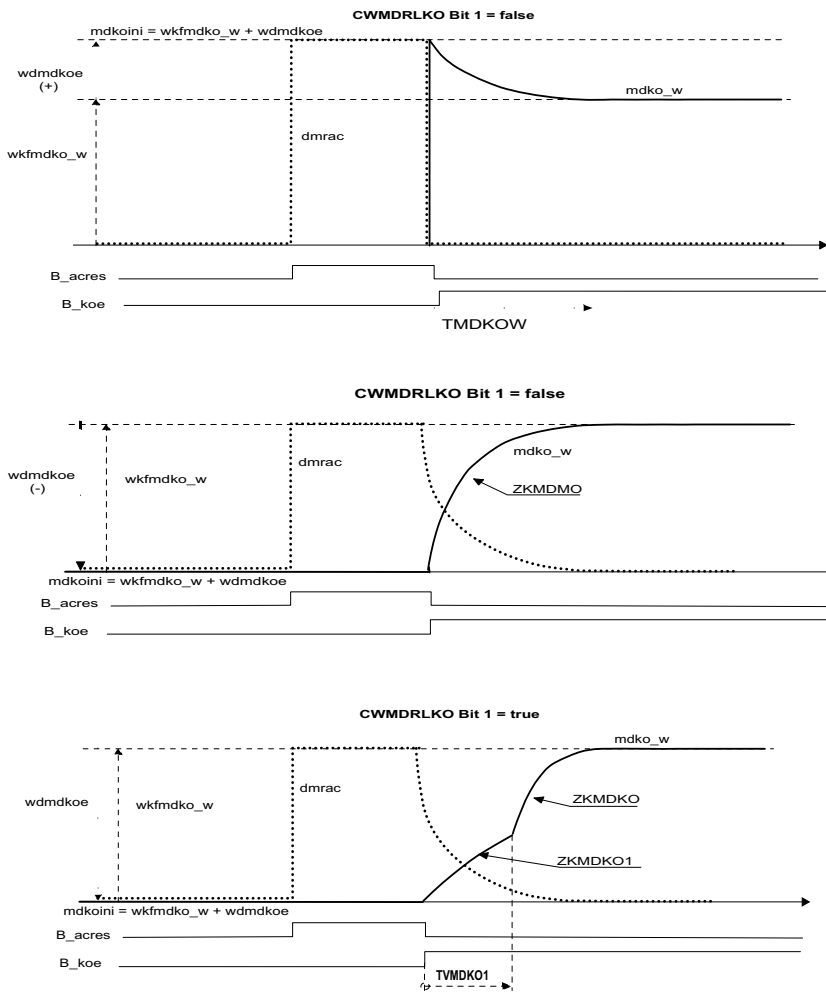 CWMDRLKO Bit 1 = false
mdkoini = wkfmdko_w + wdmdkoe
wdmdkoe
(+)
mdko_w
dmrac
wkfmdko_w
B_acres
B_koe
TMDKOW
CWMDRLKO Bit 1 = false
mdko_w
dmrac
wdmdkoe
(-)
wkfmdko_w
ZKMDMO
mdkoini = wkfmdko_w + wdmdkoe
B_acres
B_koe
CWMDRLKO Bit 1 = true
mdko_w
dmrac
wdmdkoe
wkfmdko_w
ZKMDKO
ZKMDKO1
mdkoini = wkfmdko_w + wdmdkoe
B_acres
B_koe
TVMDKO1